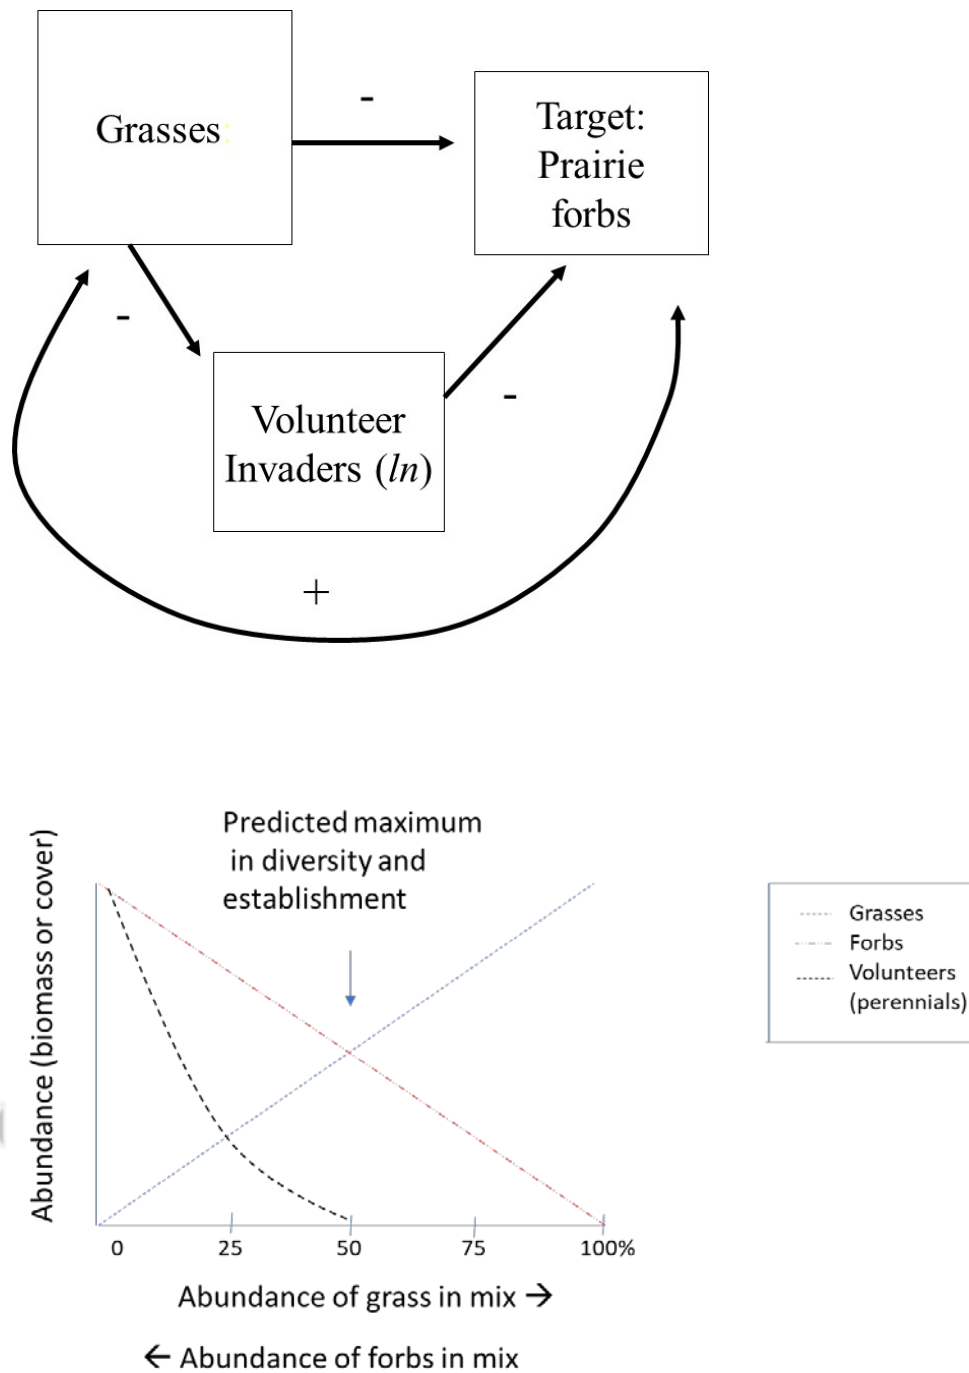 Grasses:
-
Target:
Prairie
forbs
-
Volunteer
Invaders (ln)
-
+
Predicted maximum
in diversity and
establishment
Abundance (biomass or cover)
Grasses
Forbs
Volunteers
(perennials)
0 25 50 75 100%
Abundance of grass in mix →
← Abundance of forbs in mix